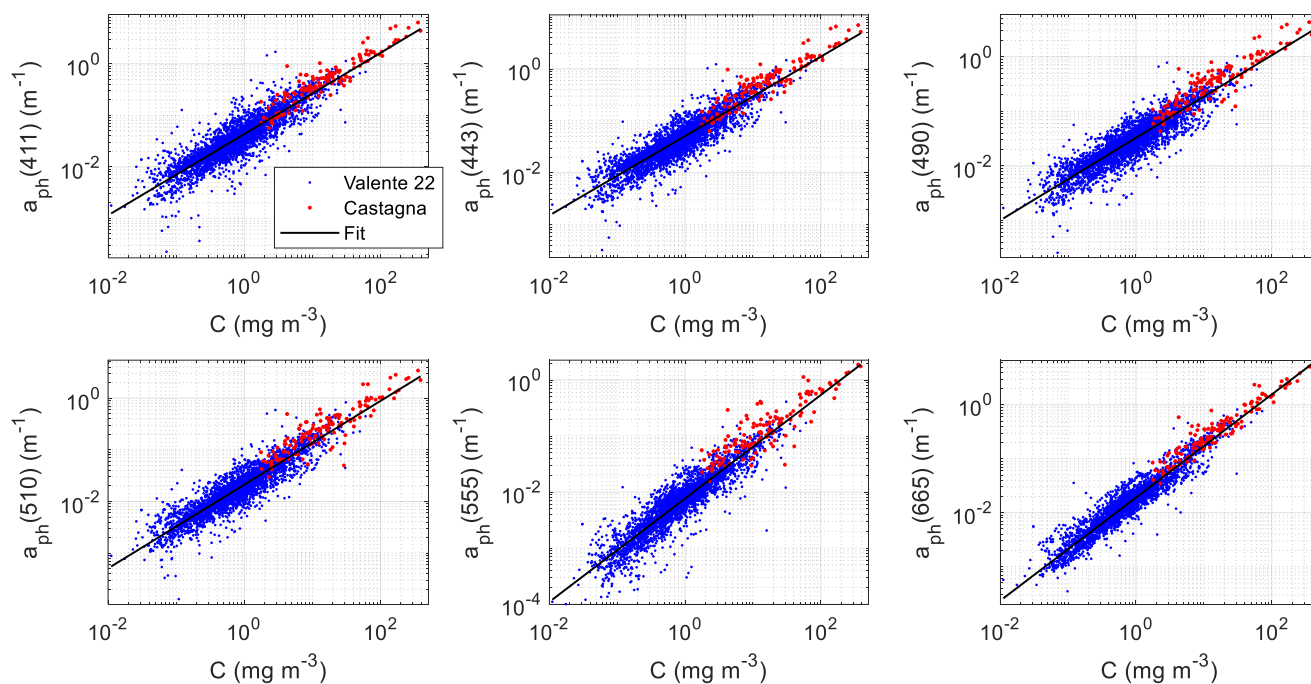 a_ph(411) (m^-1)
10^0
10^-2
10^-2
10^0
10^2
C (mg m^-3)
Valente 22
Castagna
Fit
a_ph(443) (m^-1)
10^0
10^-2
10^-2
10^0
10^2
C (mg m^-3)
a_ph(490) (m^-1)
10^0
10^-2
10^-2
10^0
10^2
C (mg m^-3)
a_ph(510) (m^-1)
10^0
10^-2
10^-2
10^0
10^2
C (mg m^-3)
a_ph(555) (m^-1)
10^0
10^-2
10^-4
10^-2
10^0
10^2
C (mg m^-3)
a_ph(665) (m^-1)
10^0
10^-2
10^-2
10^0
10^2
C (mg m^-3)